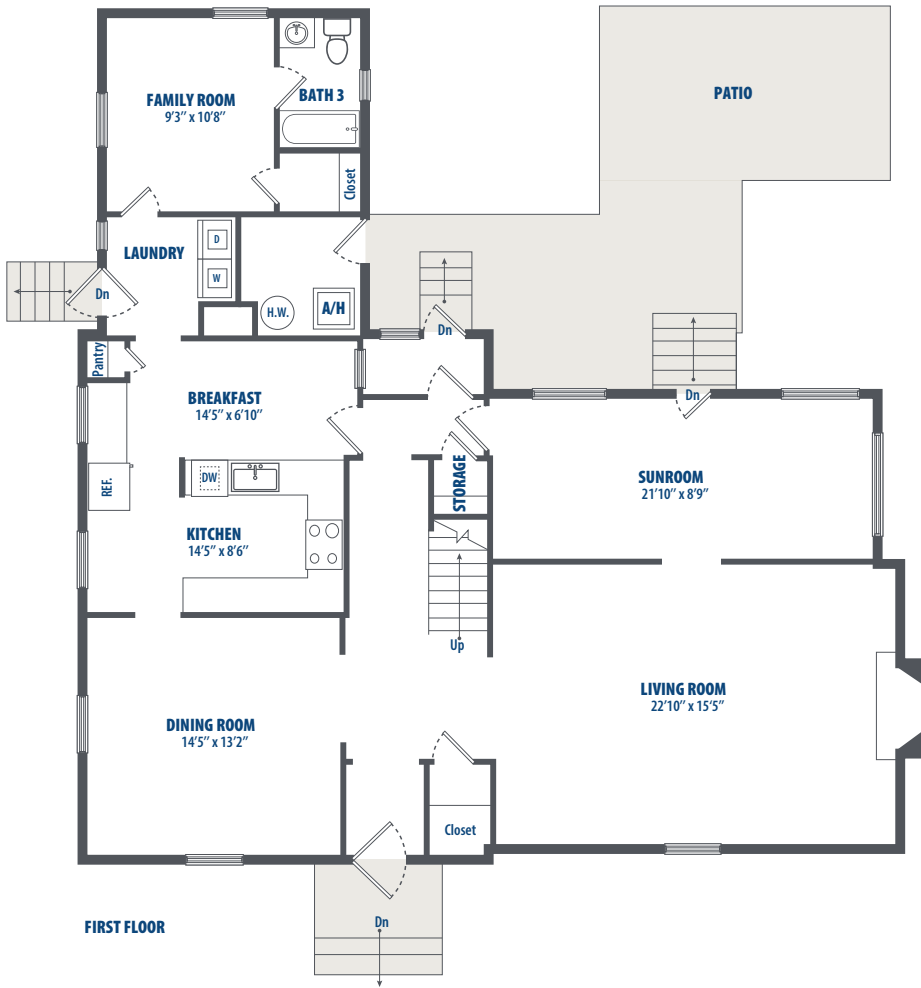 FAMILY ROOM
9'3" x 10'8"
BATH 3
Closet
PATIO
LAUNDRY
D
W
H.W.
A/H
Dn
Dn
Pantry
BREAKFAST
14'5" x 6'10"
Dn
REF.
DW
STORAGE
SUNROOM
21'10" x 8'9"
KITCHEN
14'5" x 8'6"
Up
LIVING ROOM
22'10" x 15'5"
DINING ROOM
14'5" x 13'2"
Closet
Dn
FIRST FLOOR